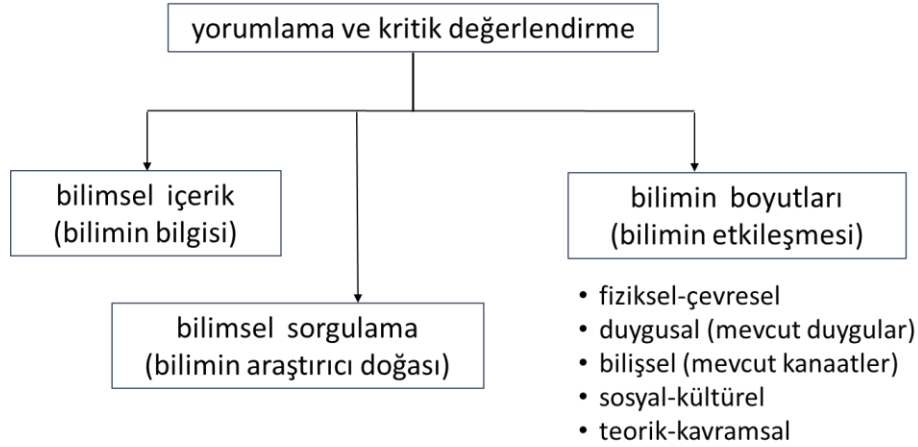 yorumlama ve kritik değerlendirme
bilimsel içerik
(bilimin bilgisi)
bilimsel sorgulama
(bilimin araştırıcı doğası)
bilimin boyutları
(bilimin etkileşmesi)
• fiziksel-çevresel
• duygusal (mevcut duygular)
• bilişsel (mevcut kanaatler)
• sosyal-kültürel
• teorik-kavramsal